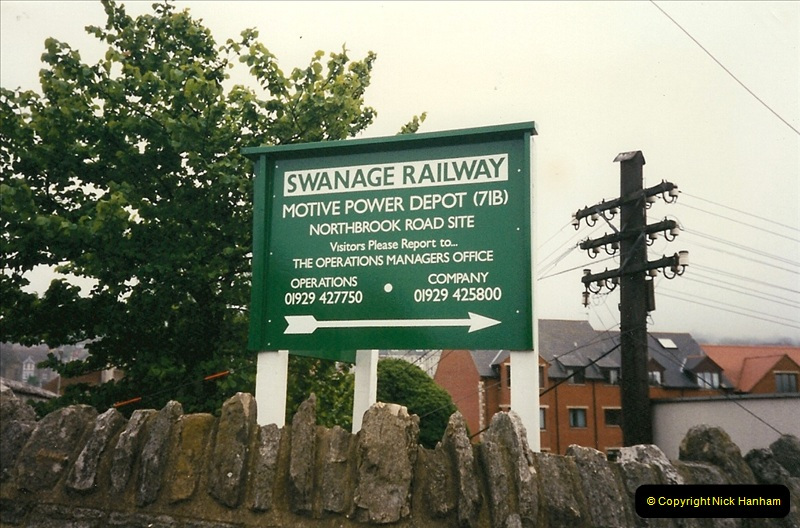 SWANAGE RAILWAY
MOTIVE POWER DEPOT (71B)
NORTHBROOK ROAD SITE
Visitors Please Report to...
THE OPERATIONS MANAGERS OFFICE
OPERATIONS COMPANY
01929 427750 01929 425800
© Copyright Nick Hanham